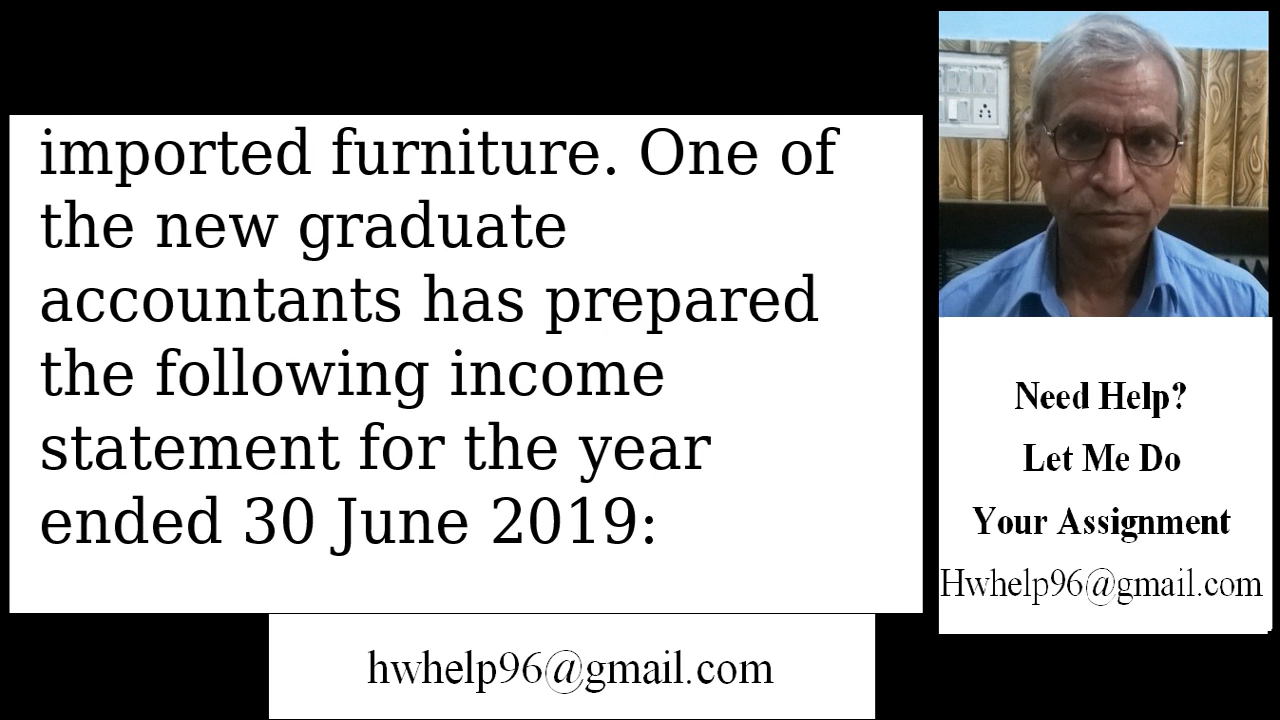 imported furniture. One of
the new graduate
accountants has prepared
the following income
statement for the year
ended 30 June 2019:
Need Help?
Let Me Do
Your Assignment
Hwhelp96@gmail.com
hwhelp96@gmail.com